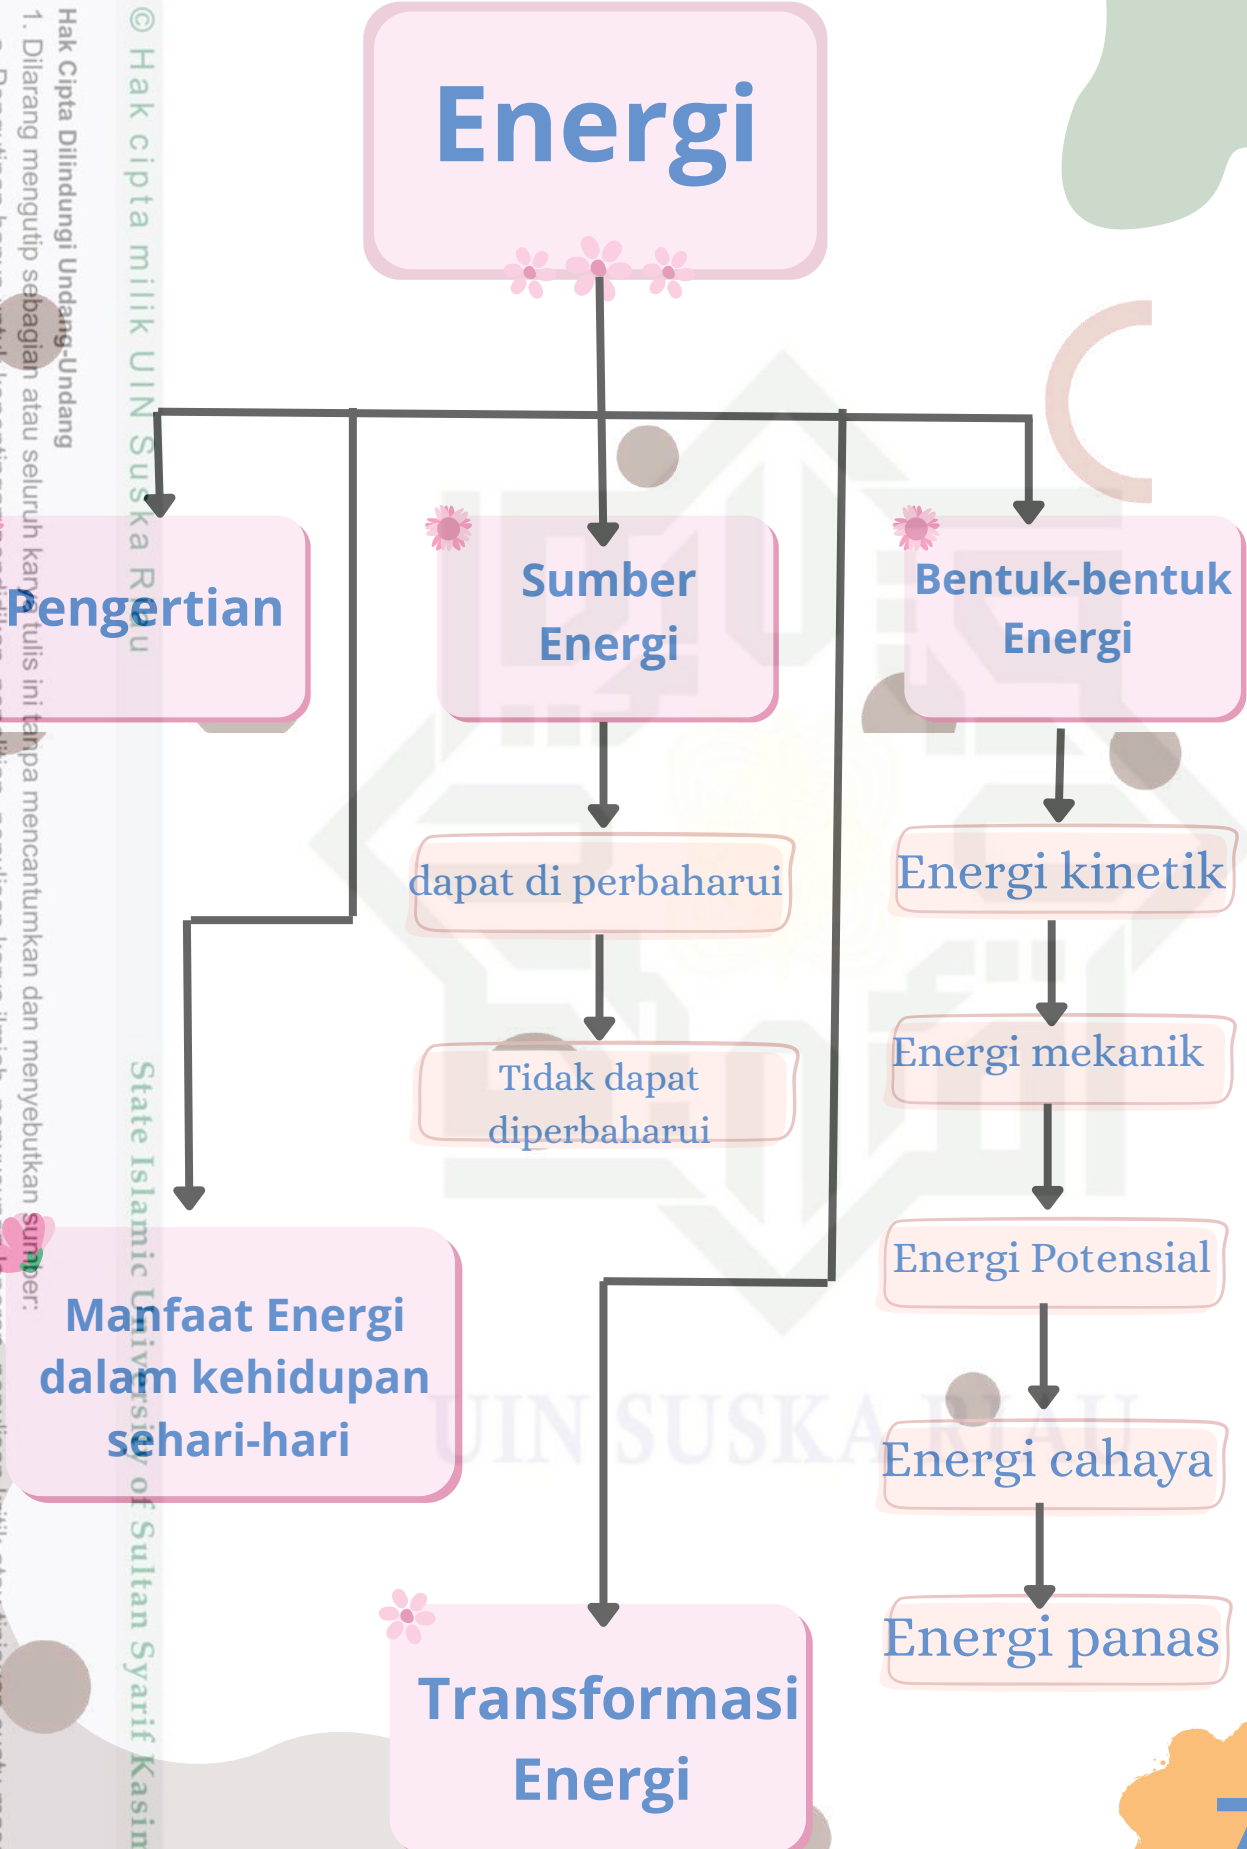 Energi
Pengertian
Sumber
Energi
Bentuk-bentuk
Energi
dapat di perbaharui
Tidak dapat
diperbaharui
Energi kinetik
Energi mekanik
Energi Potensial
Energi cahaya
Energi panas
Manfaat Energi
dalam kehidupan
sehari-hari
Transformasi
Energi
UIN SUSKA RIAU
© Hak cipta milik UIN Suska Riau
State Islamic University of Sultan Syarif Kasim
Hak Cipta Dilindungi Undang-Undang
1. Dilarang mengutip sebagian atau seluruh karya tulis ini tanpa mencantumkan dan menyebutkan sumber: